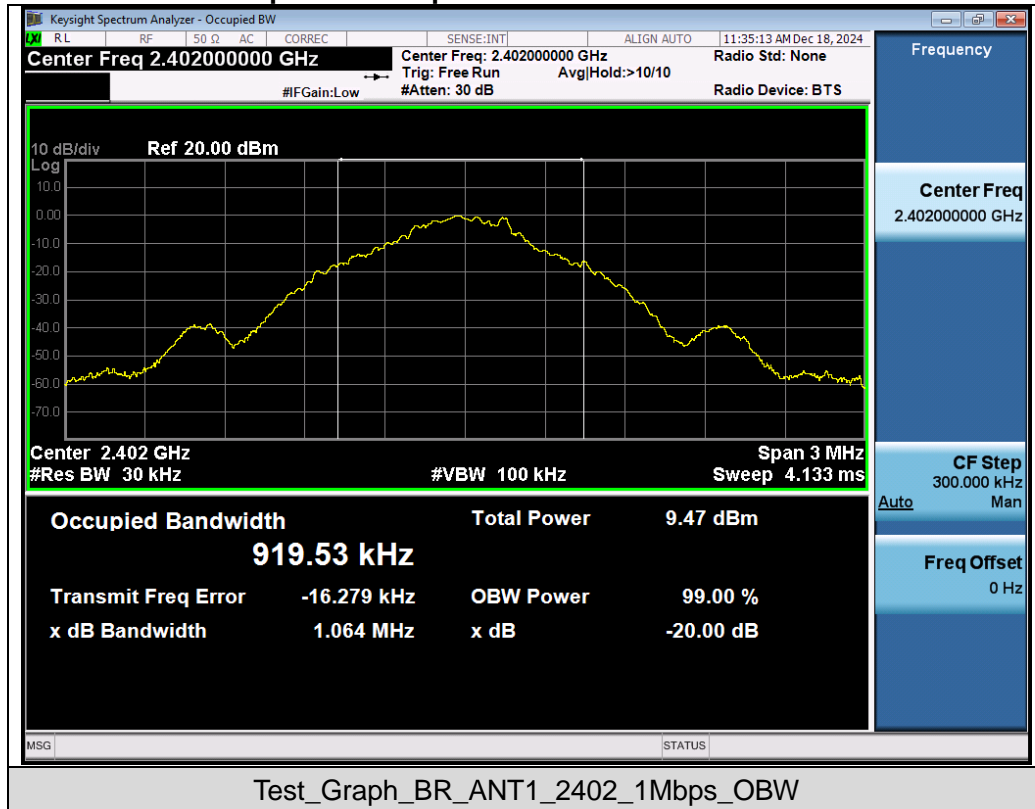 Keysight Spectrum Analyzer - Occupied BW
LXI RL RF 50 Ω AC CORREC SENSE:INT ALIGN AUTO 11:35:13 AM Dec 18, 2024
Center Freq 2.402000000 GHz
Center Freq: 2.402000000 GHz Radio Std: None
Trig: Free Run Avg|Hold:>10/10
#IFGain:Low #Atten: 30 dB Radio Device: BTS
Frequency
10 dB/div Ref 20.00 dBm
Log
10.0
0.00
-10.0
-20.0
-30.0
-40.0
-50.0
-60.0
-70.0
Center 2.402 GHz Span 3 MHz
#Res BW 30 kHz #VBW 100 kHz Sweep 4.133 ms
Center Freq
2.402000000 GHz
CF Step
300.000 kHz
Auto Man
Freq Offset
0 Hz
Occupied Bandwidth Total Power 9.47 dBm
919.53 kHz
Transmit Freq Error -16.279 kHz OBW Power 99.00 %
x dB Bandwidth 1.064 MHz x dB -20.00 dB
MSG STATUS
Test_Graph_BR_ANT1_2402_1Mbps_OBW